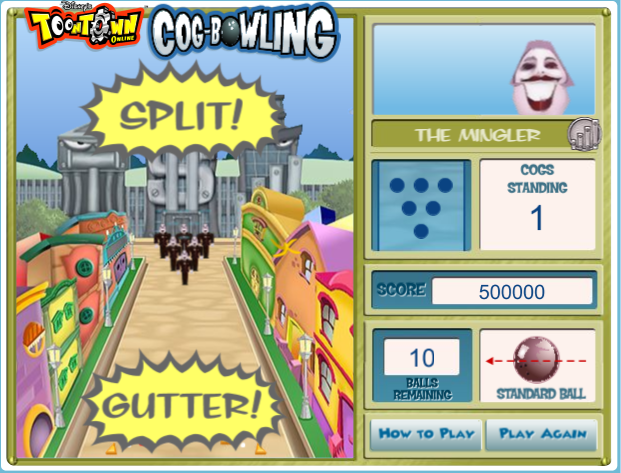 Disney's
TOONTOWN
ONLINE
COG-BOWLING
SPLIT!
GUTTER!
THE MINGLER
COGS
STANDING
1
SCORE 500000
10
BALLS
REMAINING
STANDARD BALL
HOW TO PLAY
PLAY AGAIN